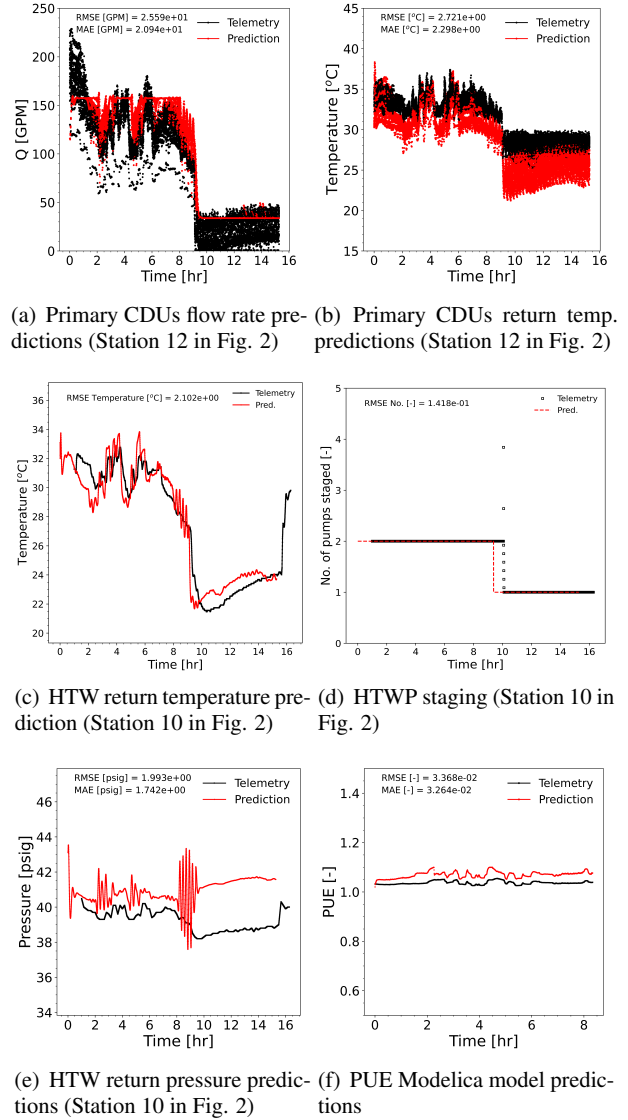 RMSE [GPM] = 2.559e+01
MAE [GPM] = 2.094e+01
Telemetry
Prediction
250
200
150
100
50
0
Q [GPM]
0 2 4 6 8 10 12 14 16
Time [hr]
RMSE [°C] = 2.721e+00
MAE [°C] = 2.298e+00
Telemetry
Prediction
45
40
35
30
25
20
15
Temperature [°C]
0 2 4 6 8 10 12 14 16
Time [hr]
(a) Primary CDUs flow rate pre-
dictions (Station 12 in Fig. 2)
(b) Primary CDUs return temp.
predictions (Station 12 in Fig. 2)
RMSE Temperature [°C] = 2.102e+00
Telemetry
Pred.
36
34
32
30
28
26
24
22
20
Temperature [°C]
0 2 4 6 8 10 12 14 16
Time [hr]
RMSE No. [-] = 1.418e-01
Telemetry
Pred.
5
4
3
2
1
0
No. of pumps staged [-]
0 2 4 6 8 10 12 14 16
Time [hr]
(c) HTW return temperature pre-
diction (Station 10 in Fig. 2)
(d) HTWP staging (Station 10 in
Fig. 2)
RMSE [psig] = 1.993e+00
MAE [psig] = 1.742e+00
Telemetry
Prediction
46
44
42
40
38
36
34
Pressure [psig]
0 2 4 6 8 10 12 14 16
Time [hr]
RMSE [-] = 3.368e-02
MAE [-] = 3.264e-02
Telemetry
Prediction
1.4
1.2
1.0
0.8
0.6
PUE [-]
0 2 4 6 8
Time [hr]
(e) HTW return pressure predic-
tions (Station 10 in Fig. 2)
(f) PUE Modelica model predic-
tions